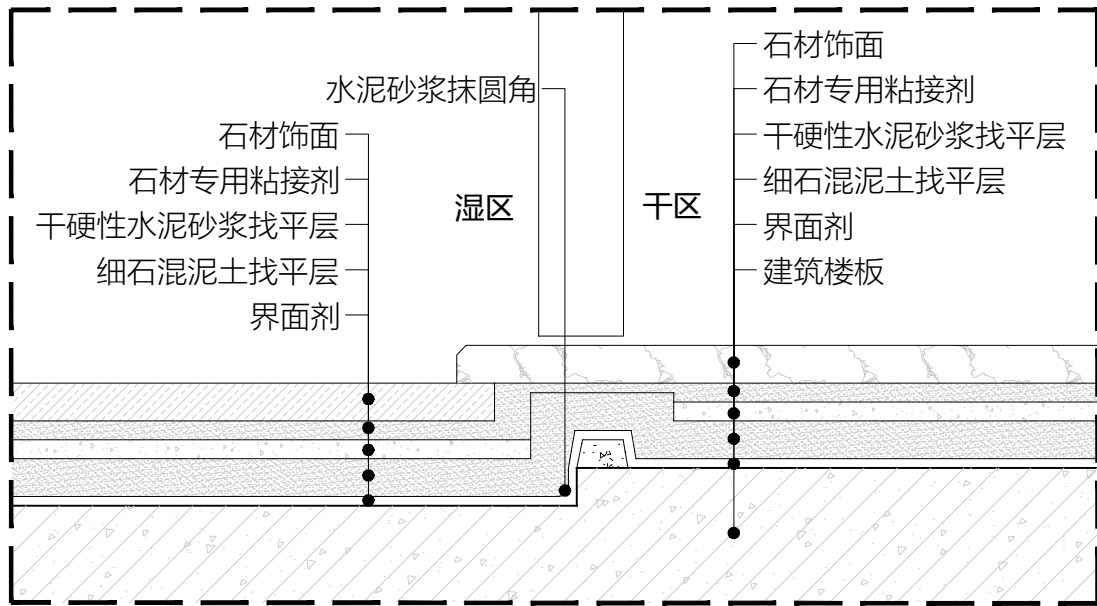 水泥砂浆抹圆角
石材饰面
石材专用粘接剂
干硬性水泥砂浆找平层
细石混泥土找平层
界面剂
湿区
干区
石材饰面
石材专用粘接剂
干硬性水泥砂浆找平层
细石混泥土找平层
界面剂
建筑楼板